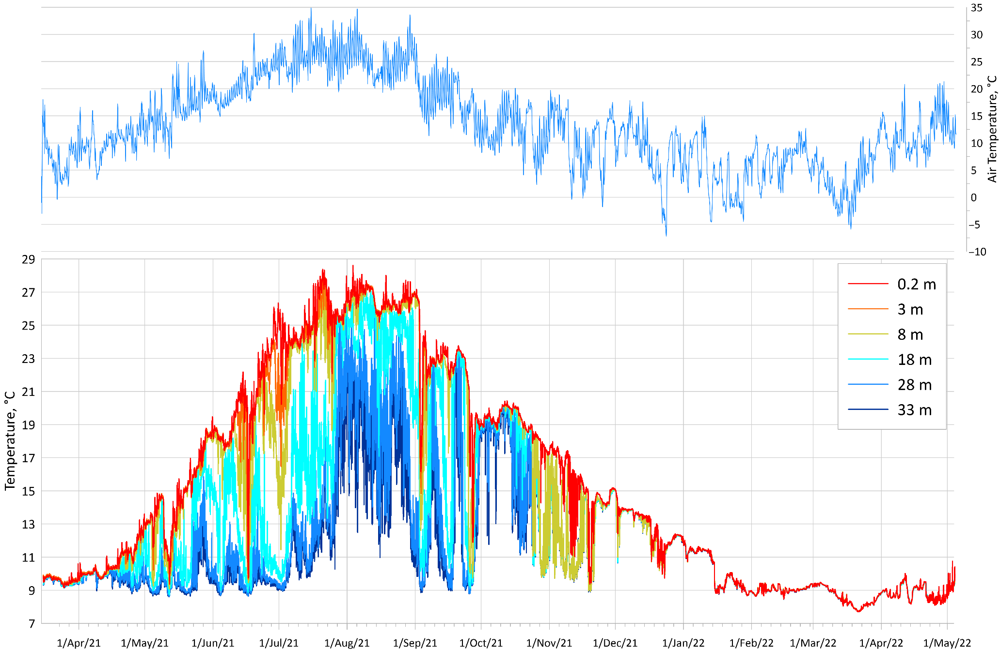 35
30
25
20
15
10
5
0
−5
−10
Air Temperature, °C
29
27
25
23
21
19
17
15
13
11
9
7
Temperature, °C
0.2 m
3 m
8 m
18 m
28 m
33 m
1/Apr/21 1/May/21 1/Jun/21 1/Jul/21 1/Aug/21 1/Sep/21 1/Oct/21 1/Nov/21 1/Dec/21 1/Jan/22 1/Feb/22 1/Mar/22 1/Apr/22 1/May/22